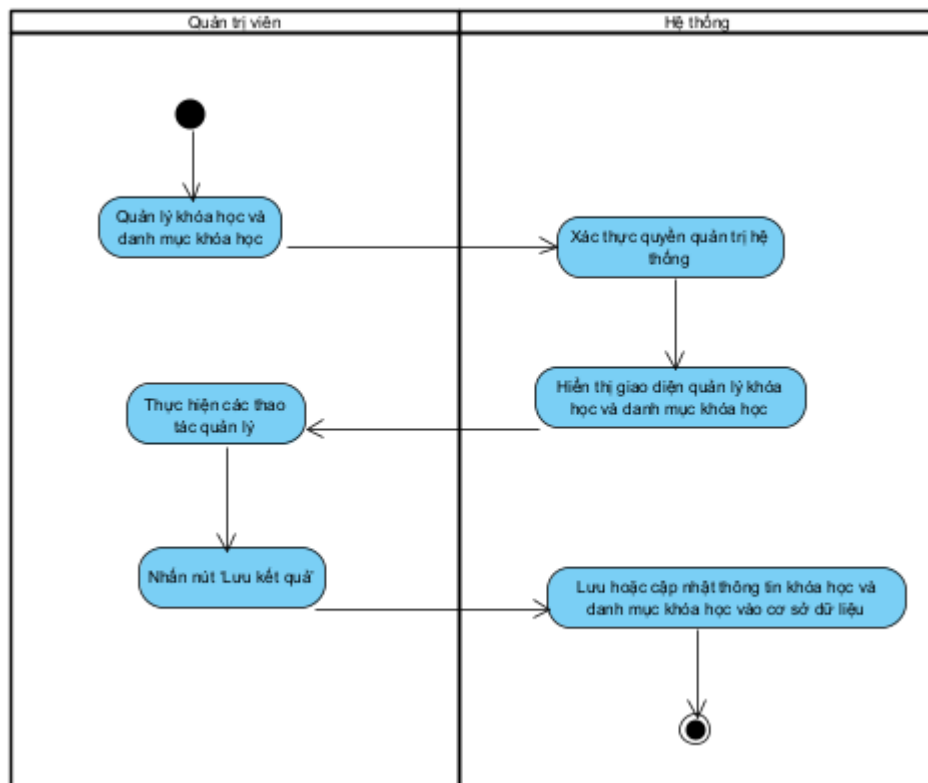 Quản trị viên
Hệ thống
Quản lý khóa học và
danh mục khóa học
Xác thực quyền quản trị hệ
thống
Hiển thị giao diện quản lý khóa
học và danh mục khóa học
Thực hiện các thao
tác quản lý
Nhấn nút 'Lưu kết quả'
Lưu hoặc cập nhật thông tin khóa học và
danh mục khóa học vào cơ sở dữ liệu